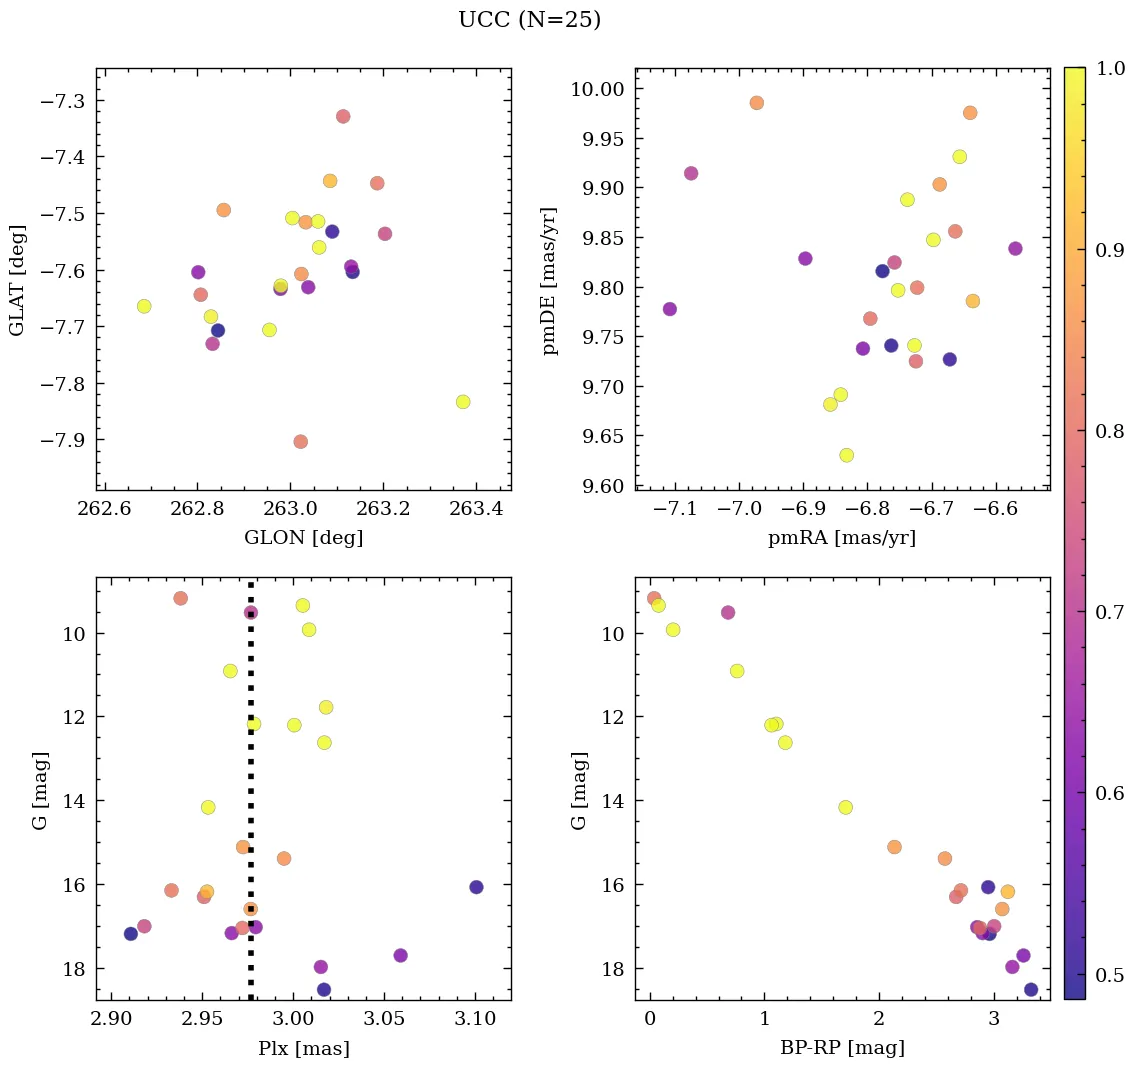 UCC (N=25)
−7.3
−7.4
−7.5
−7.6
−7.7
−7.8
−7.9
GLAT [deg]
262.6 262.8 263.0 263.2 263.4
GLON [deg]
10.00
9.95
9.90
9.85
9.80
9.75
9.70
9.65
9.60
pmDE [mas/yr]
−7.1 −7.0 −6.9 −6.8 −6.7 −6.6
pmRA [mas/yr]
10
12
14
16
18
G [mag]
2.90 2.95 3.00 3.05 3.10
Plx [mas]
10
12
14
16
18
G [mag]
0 1 2 3
BP-RP [mag]
1.0
0.9
0.8
0.7
0.6
0.5